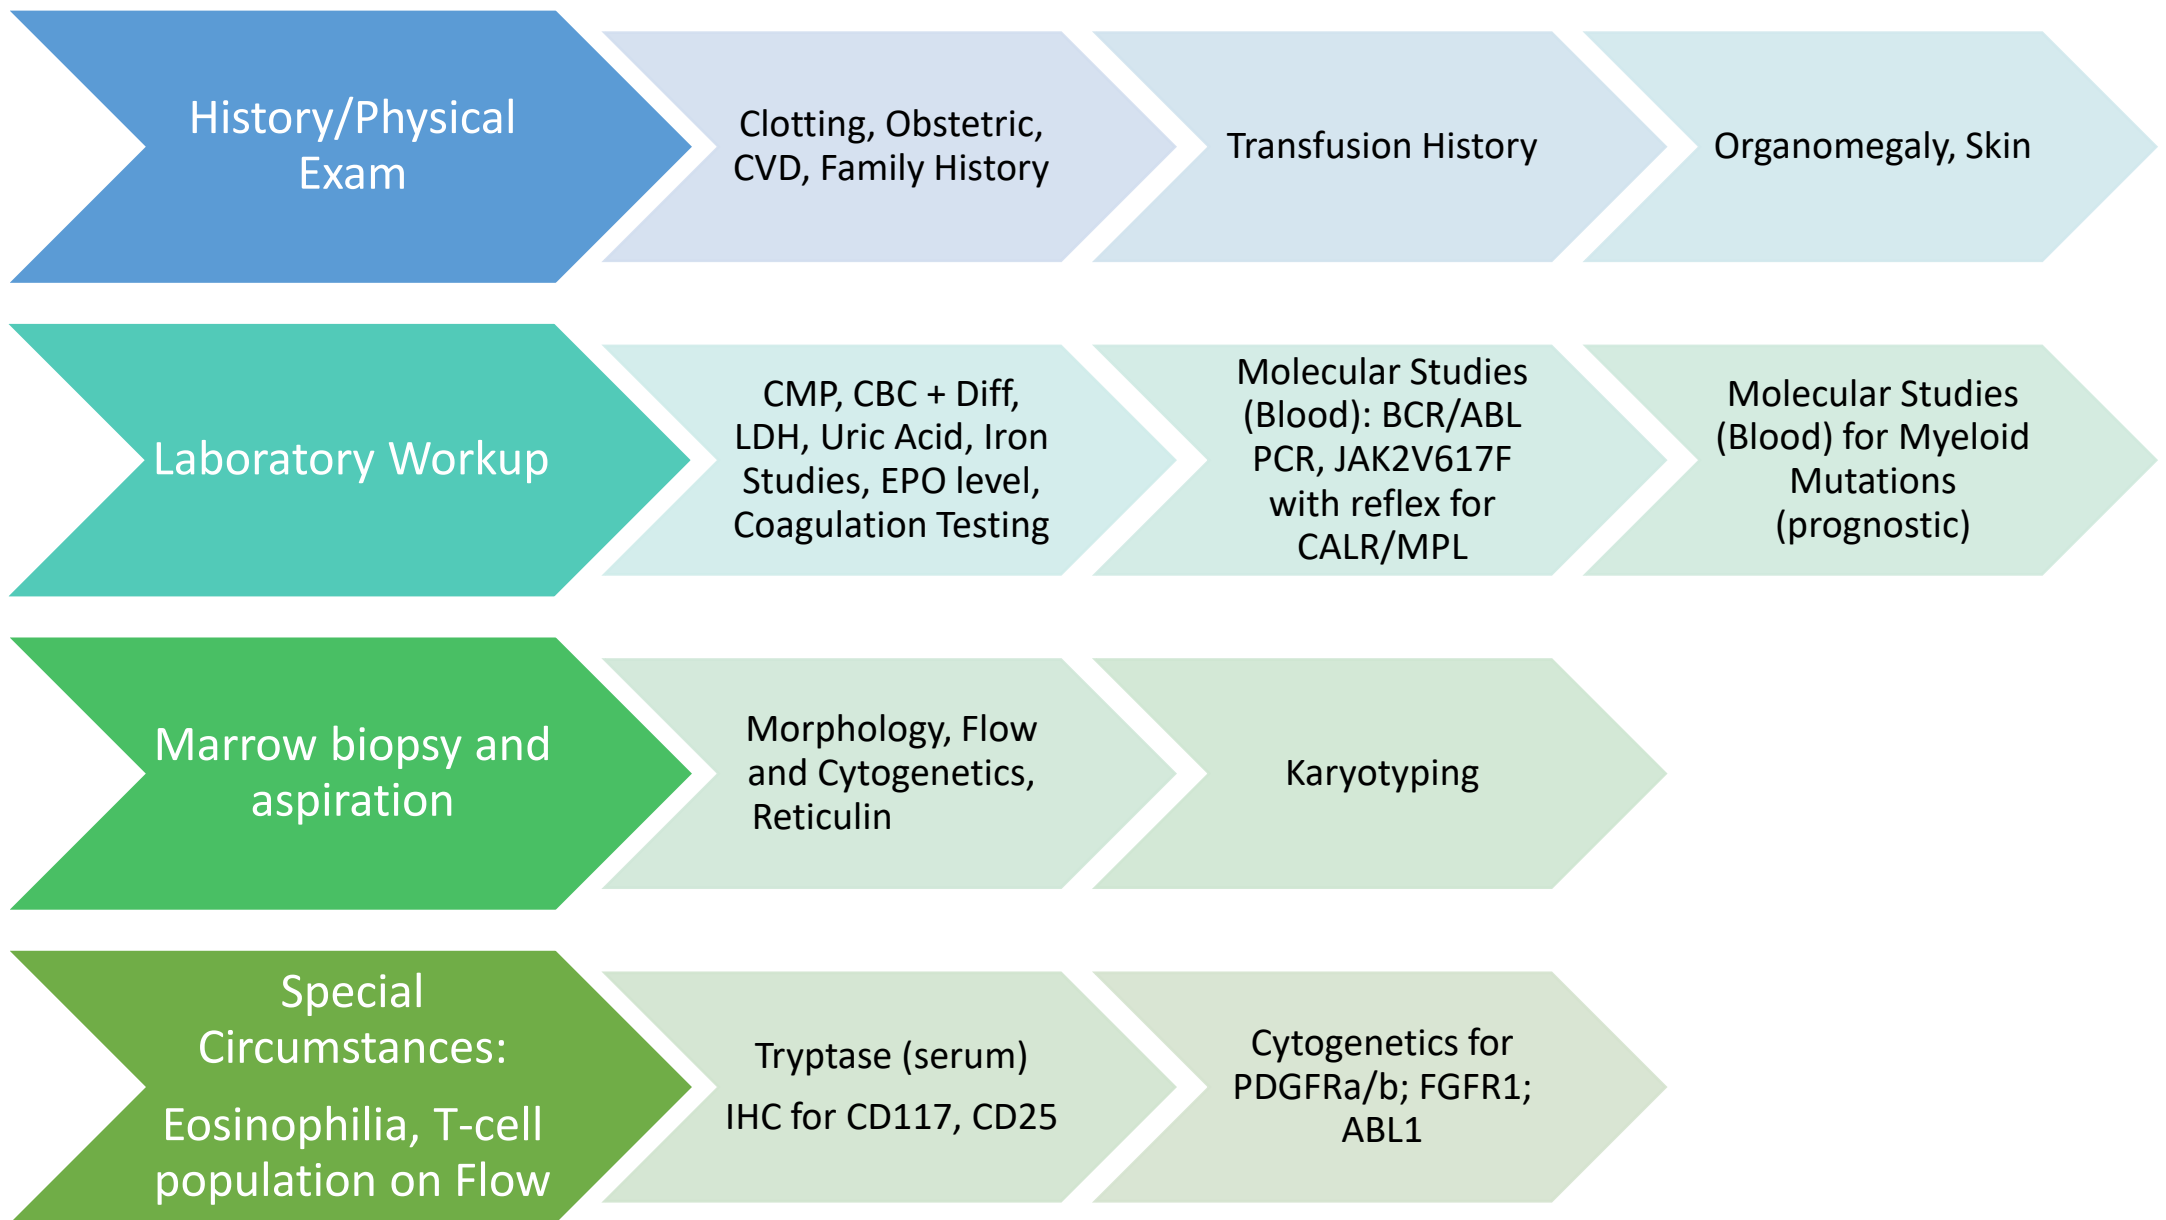 History/Physical
Exam
Clotting, Obstetric,
CVD, Family History
Transfusion History
Organomegaly, Skin
Laboratory Workup
CMP, CBC + Diff,
LDH, Uric Acid, Iron
Studies, EPO level,
Coagulation Testing
Molecular Studies
(Blood): BCR/ABL
PCR, JAK2V617F
with reflex for
CALR/MPL
Molecular Studies
(Blood) for Myeloid
Mutations
(prognostic)
Marrow biopsy and
aspiration
Morphology, Flow
and Cytogenetics,
Reticulin
Karyotyping
Special
Circumstances:
Eosinophilia, T-cell
population on Flow
Tryptase (serum)
IHC for CD117, CD25
Cytogenetics for
PDGFRa/b; FGFR1;
ABL1